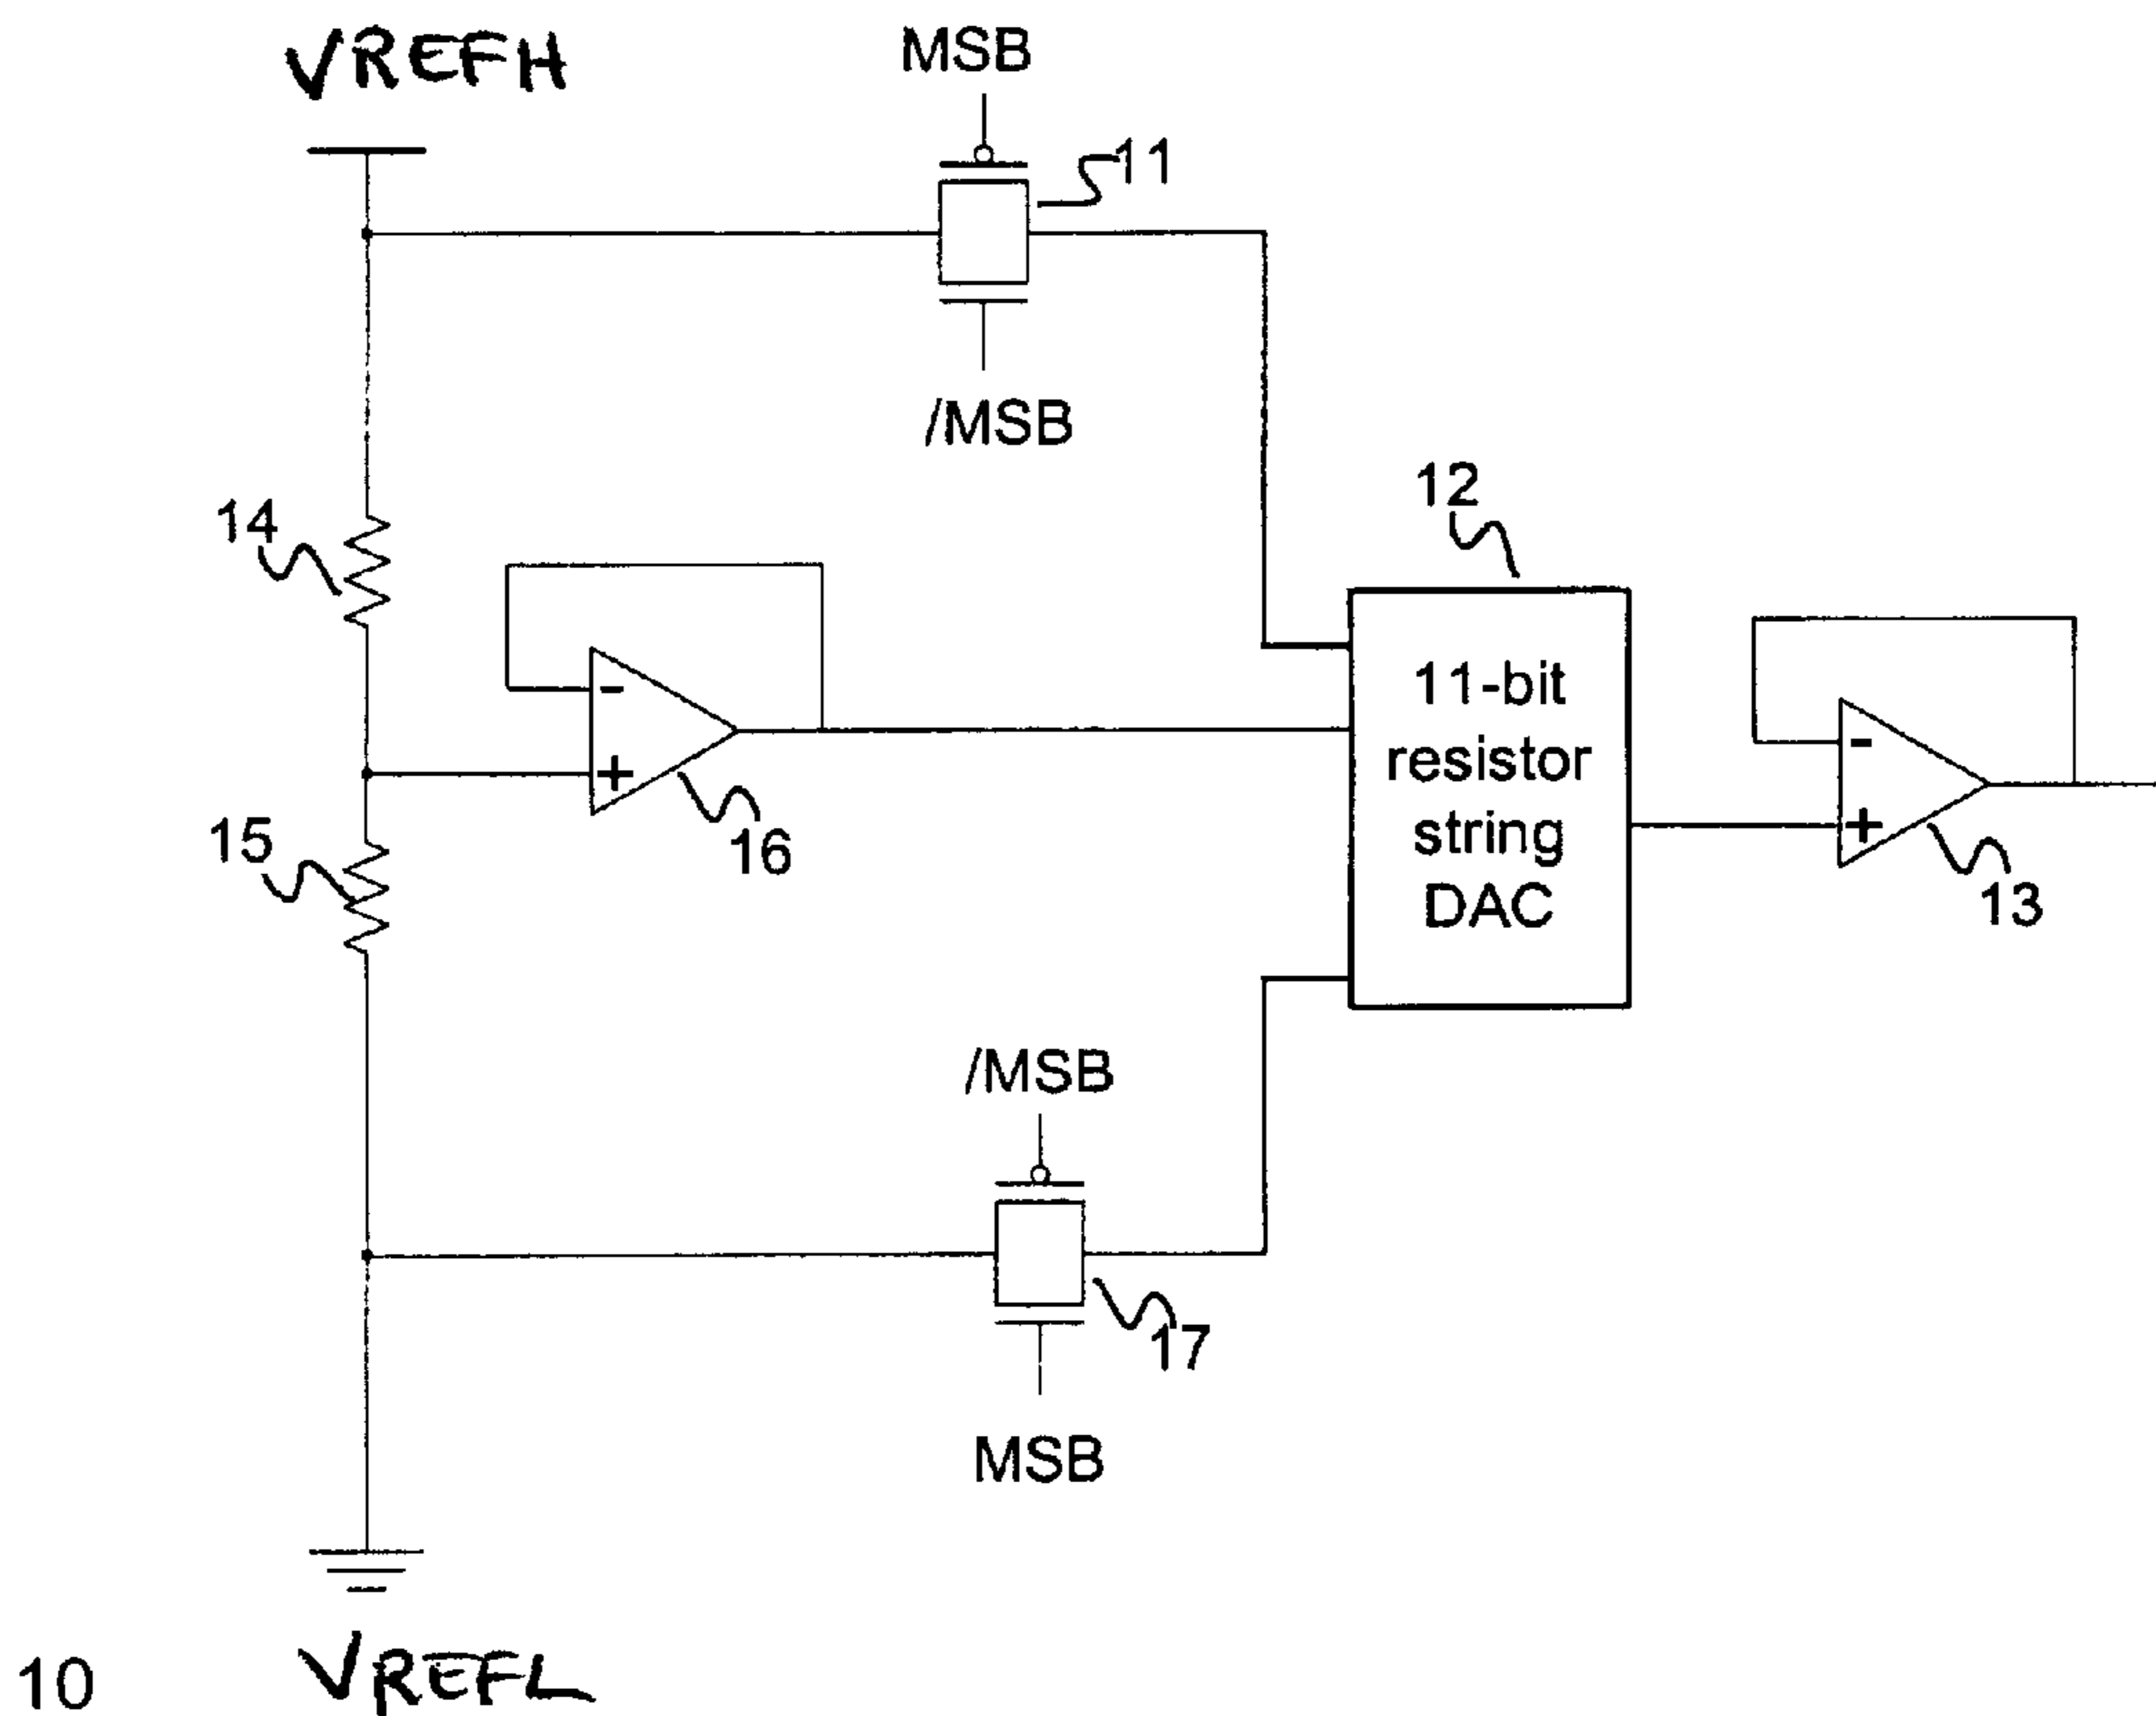 VREFH
MSB
11
/MSB
12
14
-
+
16
15
11-bit
resistor
string
DAC
-
+
13
/MSB
17
MSB
10
VREFL